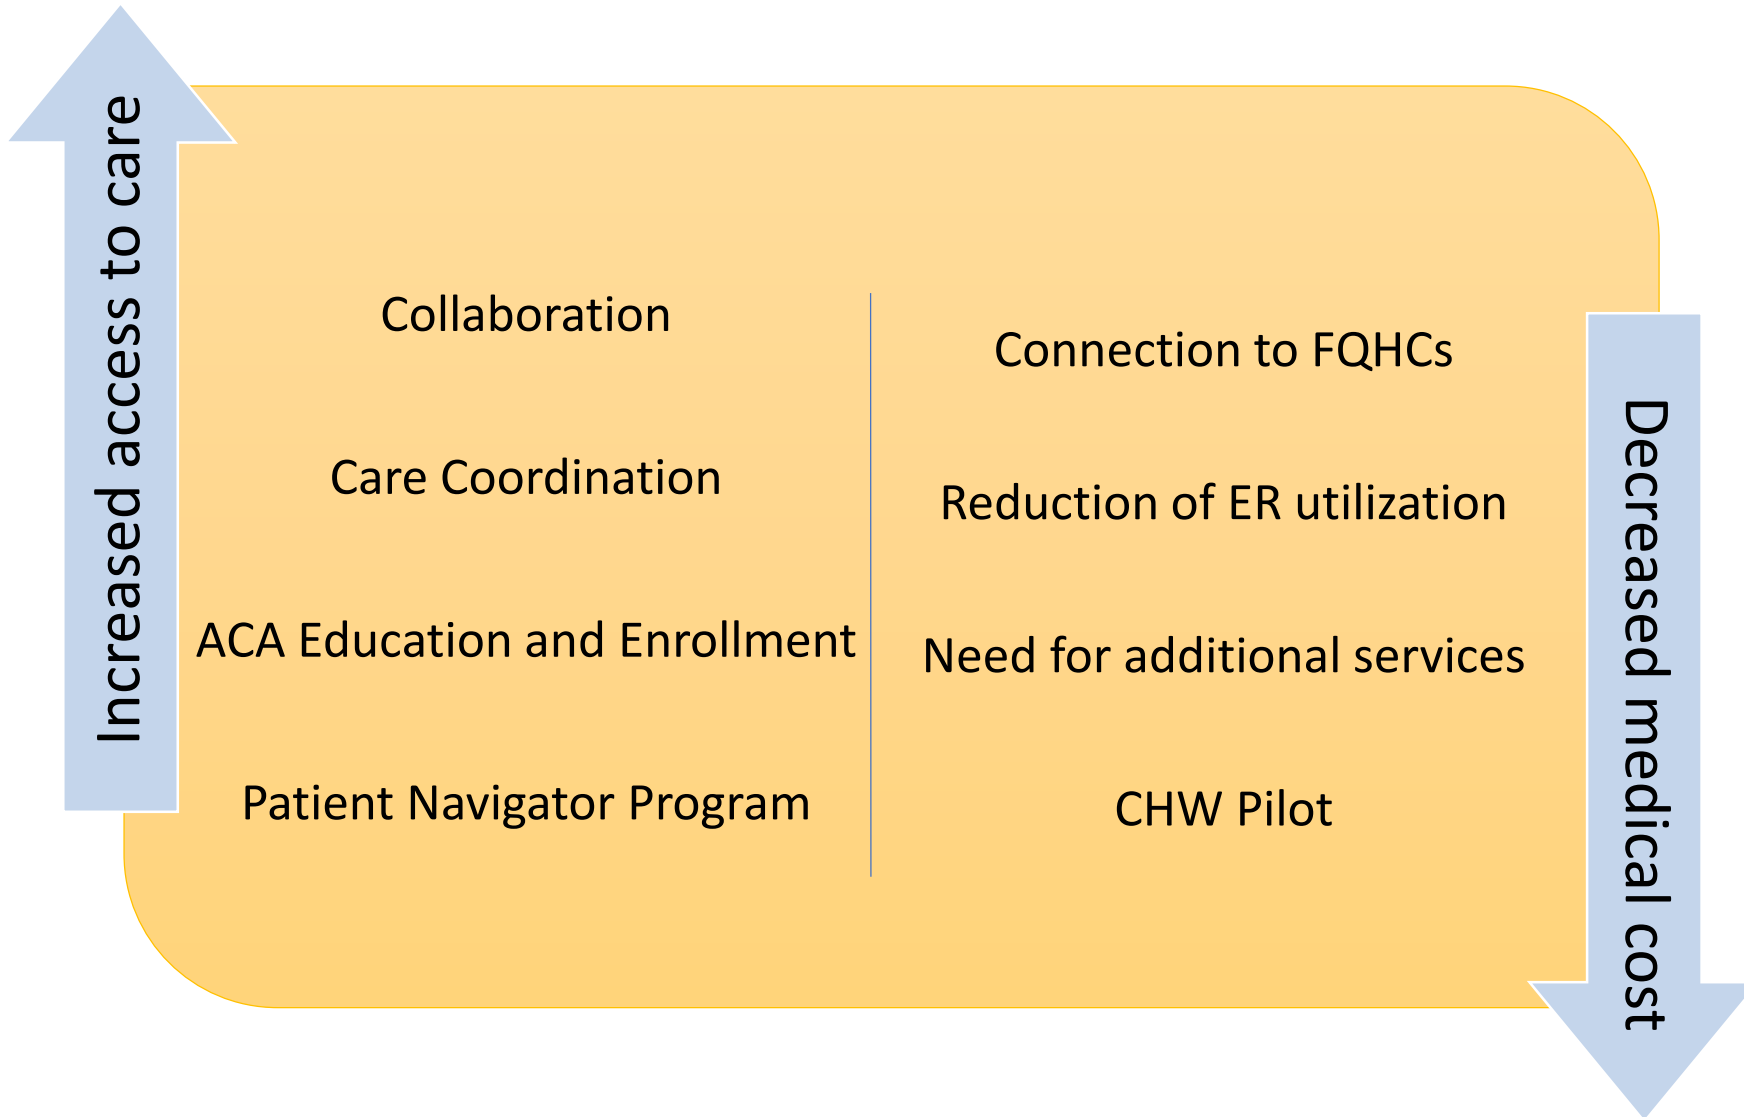 Increased access to care
Collaboration
Care Coordination
ACA Education and Enrollment
Patient Navigator Program
Connection to FQHCs
Reduction of ER utilization
Need for additional services
CHW Pilot
Decreased medical cost